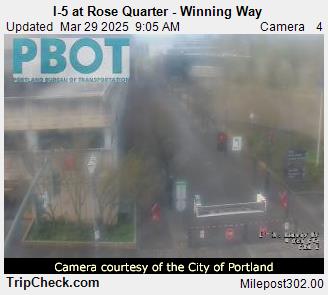 I-5 at Rose Quarter - Winning Way
Updated Mar 29 2025 9:05 AM Camera 4
PBOT
PORTLAND BUREAU OF TRANSPORTATION
Camera courtesy of the City of Portland
TripCheck.com Milepost302.00